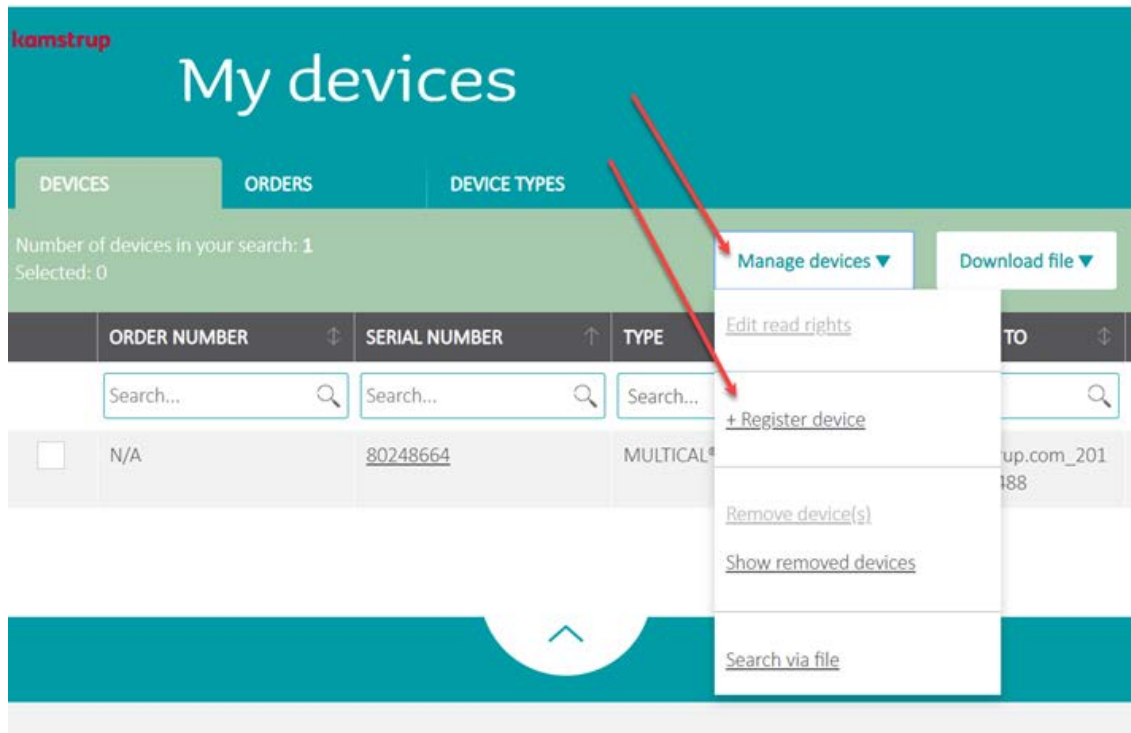 kamstrup
My devices
DEVICES ORDERS DEVICE TYPES
Number of devices in your search: 1
Selected: 0
Manage devices ▼ Download file ▼
ORDER NUMBER SERIAL NUMBER TYPE TO
Search... Search... Search...
N/A 80248664 MULTICAL® rup.com_201
488
Edit read rights
+ Register device
Remove device(s)
Show removed devices
Search via file